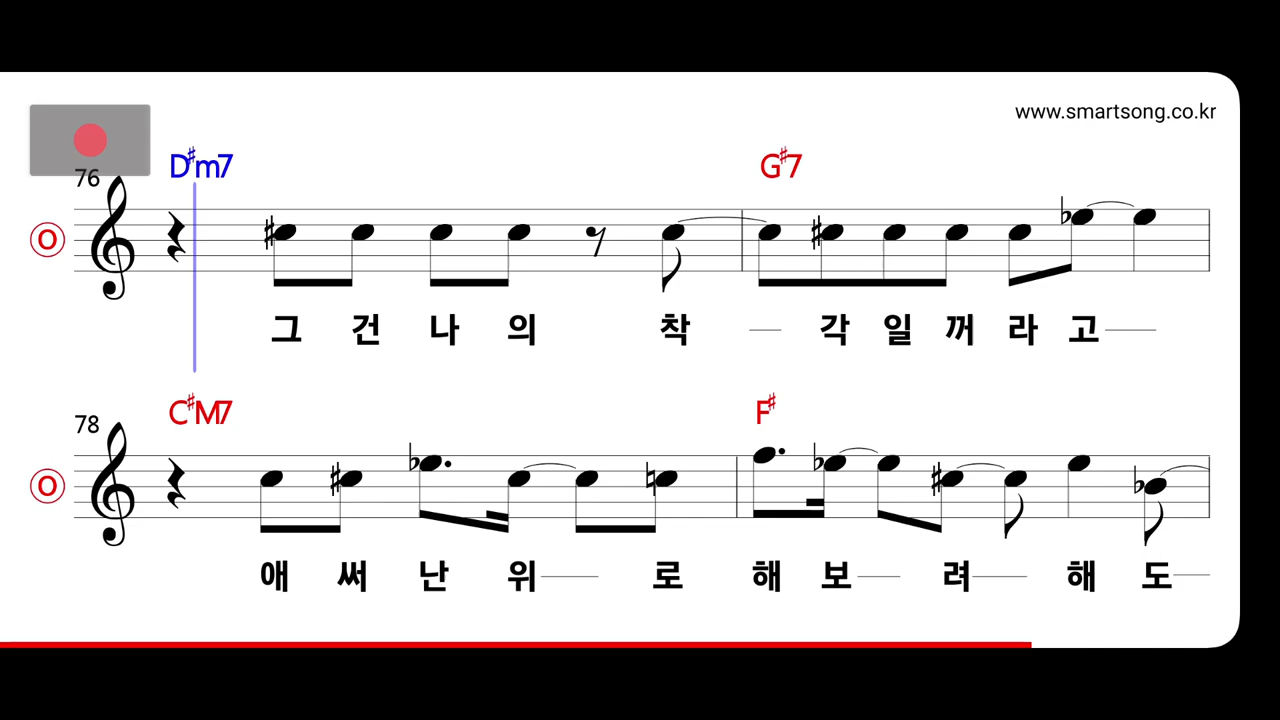 www.smartsong.co.kr
76
D♯m7 G♯7
O
그 건 나 의 착 각 일 꺼 라 고
78
C♯M7 F♯
O
애 써 난 위 로 해 보 려 해 도